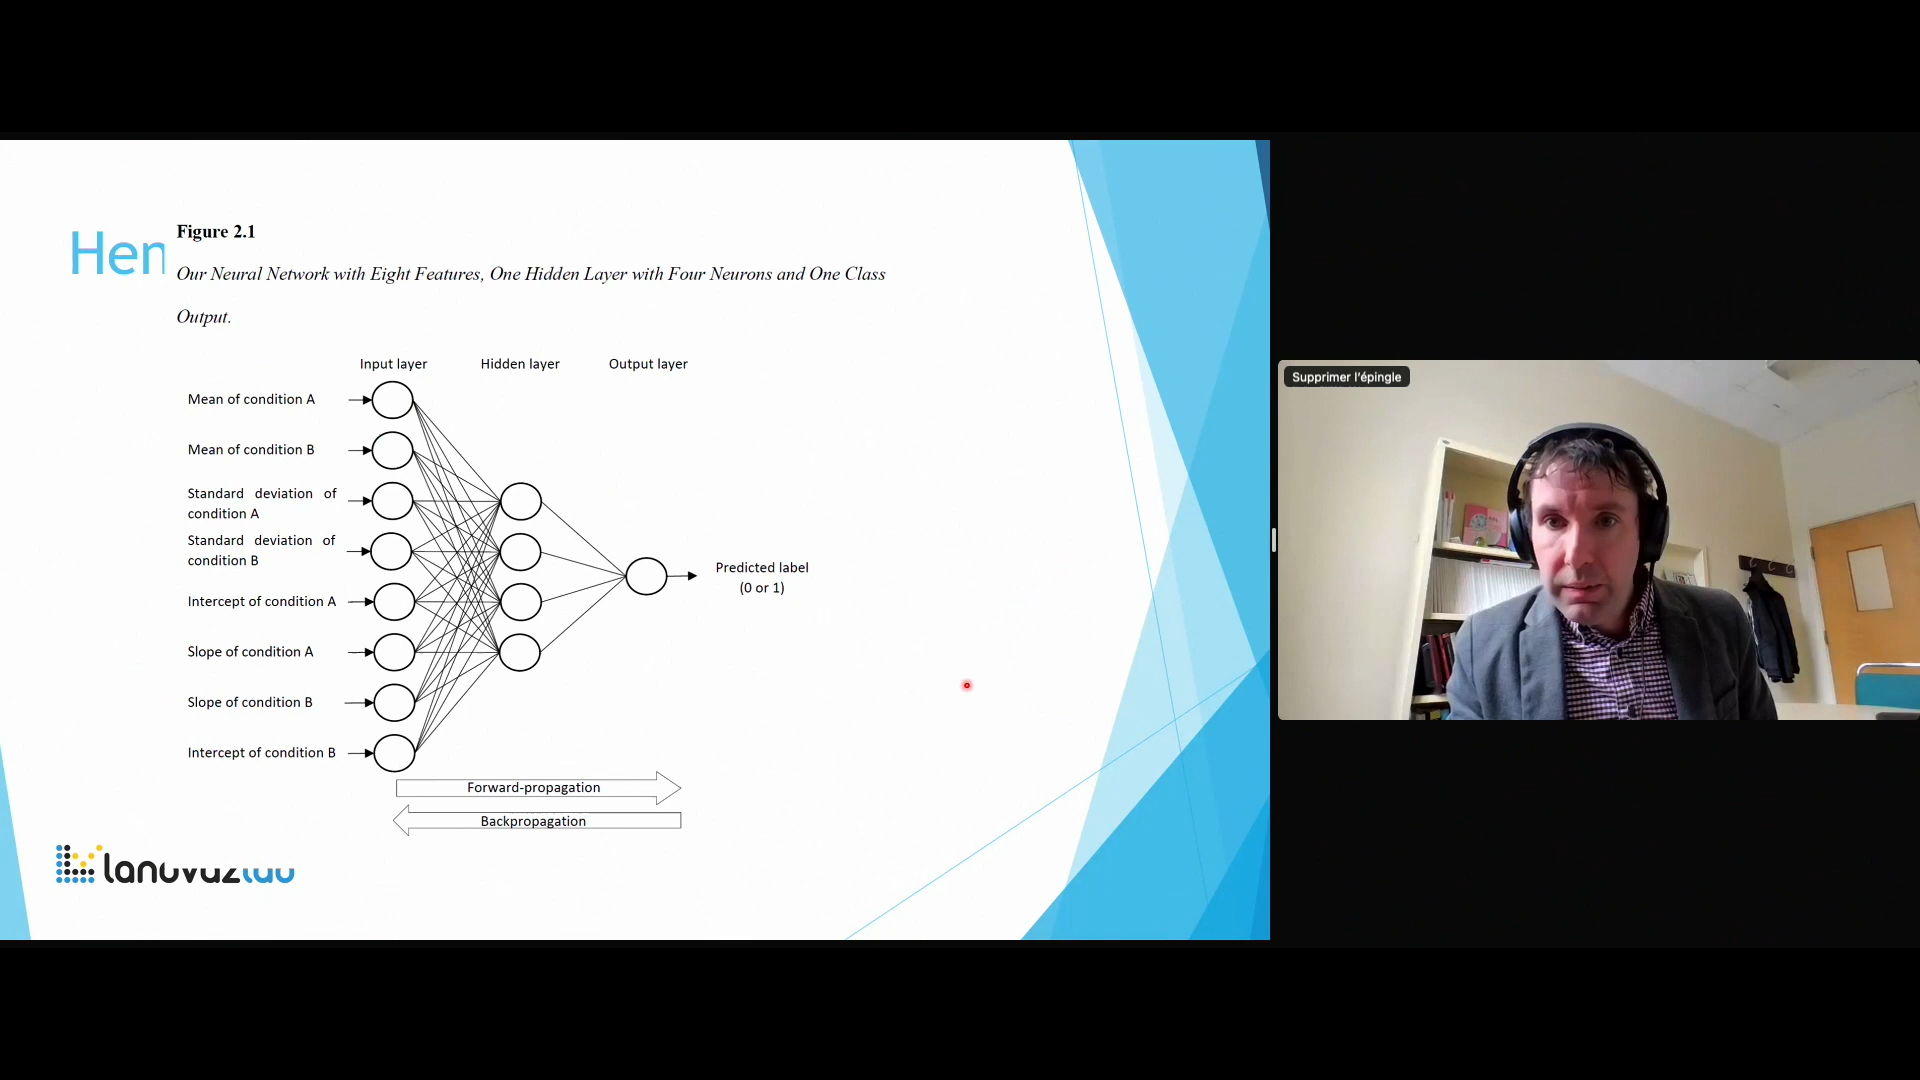 Hen
Figure 2.1
Our Neural Network with Eight Features, One Hidden Layer with Four Neurons and One Class
Output.
Input layer
Hidden layer
Output layer
Mean of condition A
Mean of condition B
Standard deviation of
condition A
Standard deviation of
condition B
Intercept of condition A
Slope of condition A
Slope of condition B
Intercept of condition B
Predicted label
(0 or 1)
Forward-propagation
Backpropagation
Supprimer l'épingle